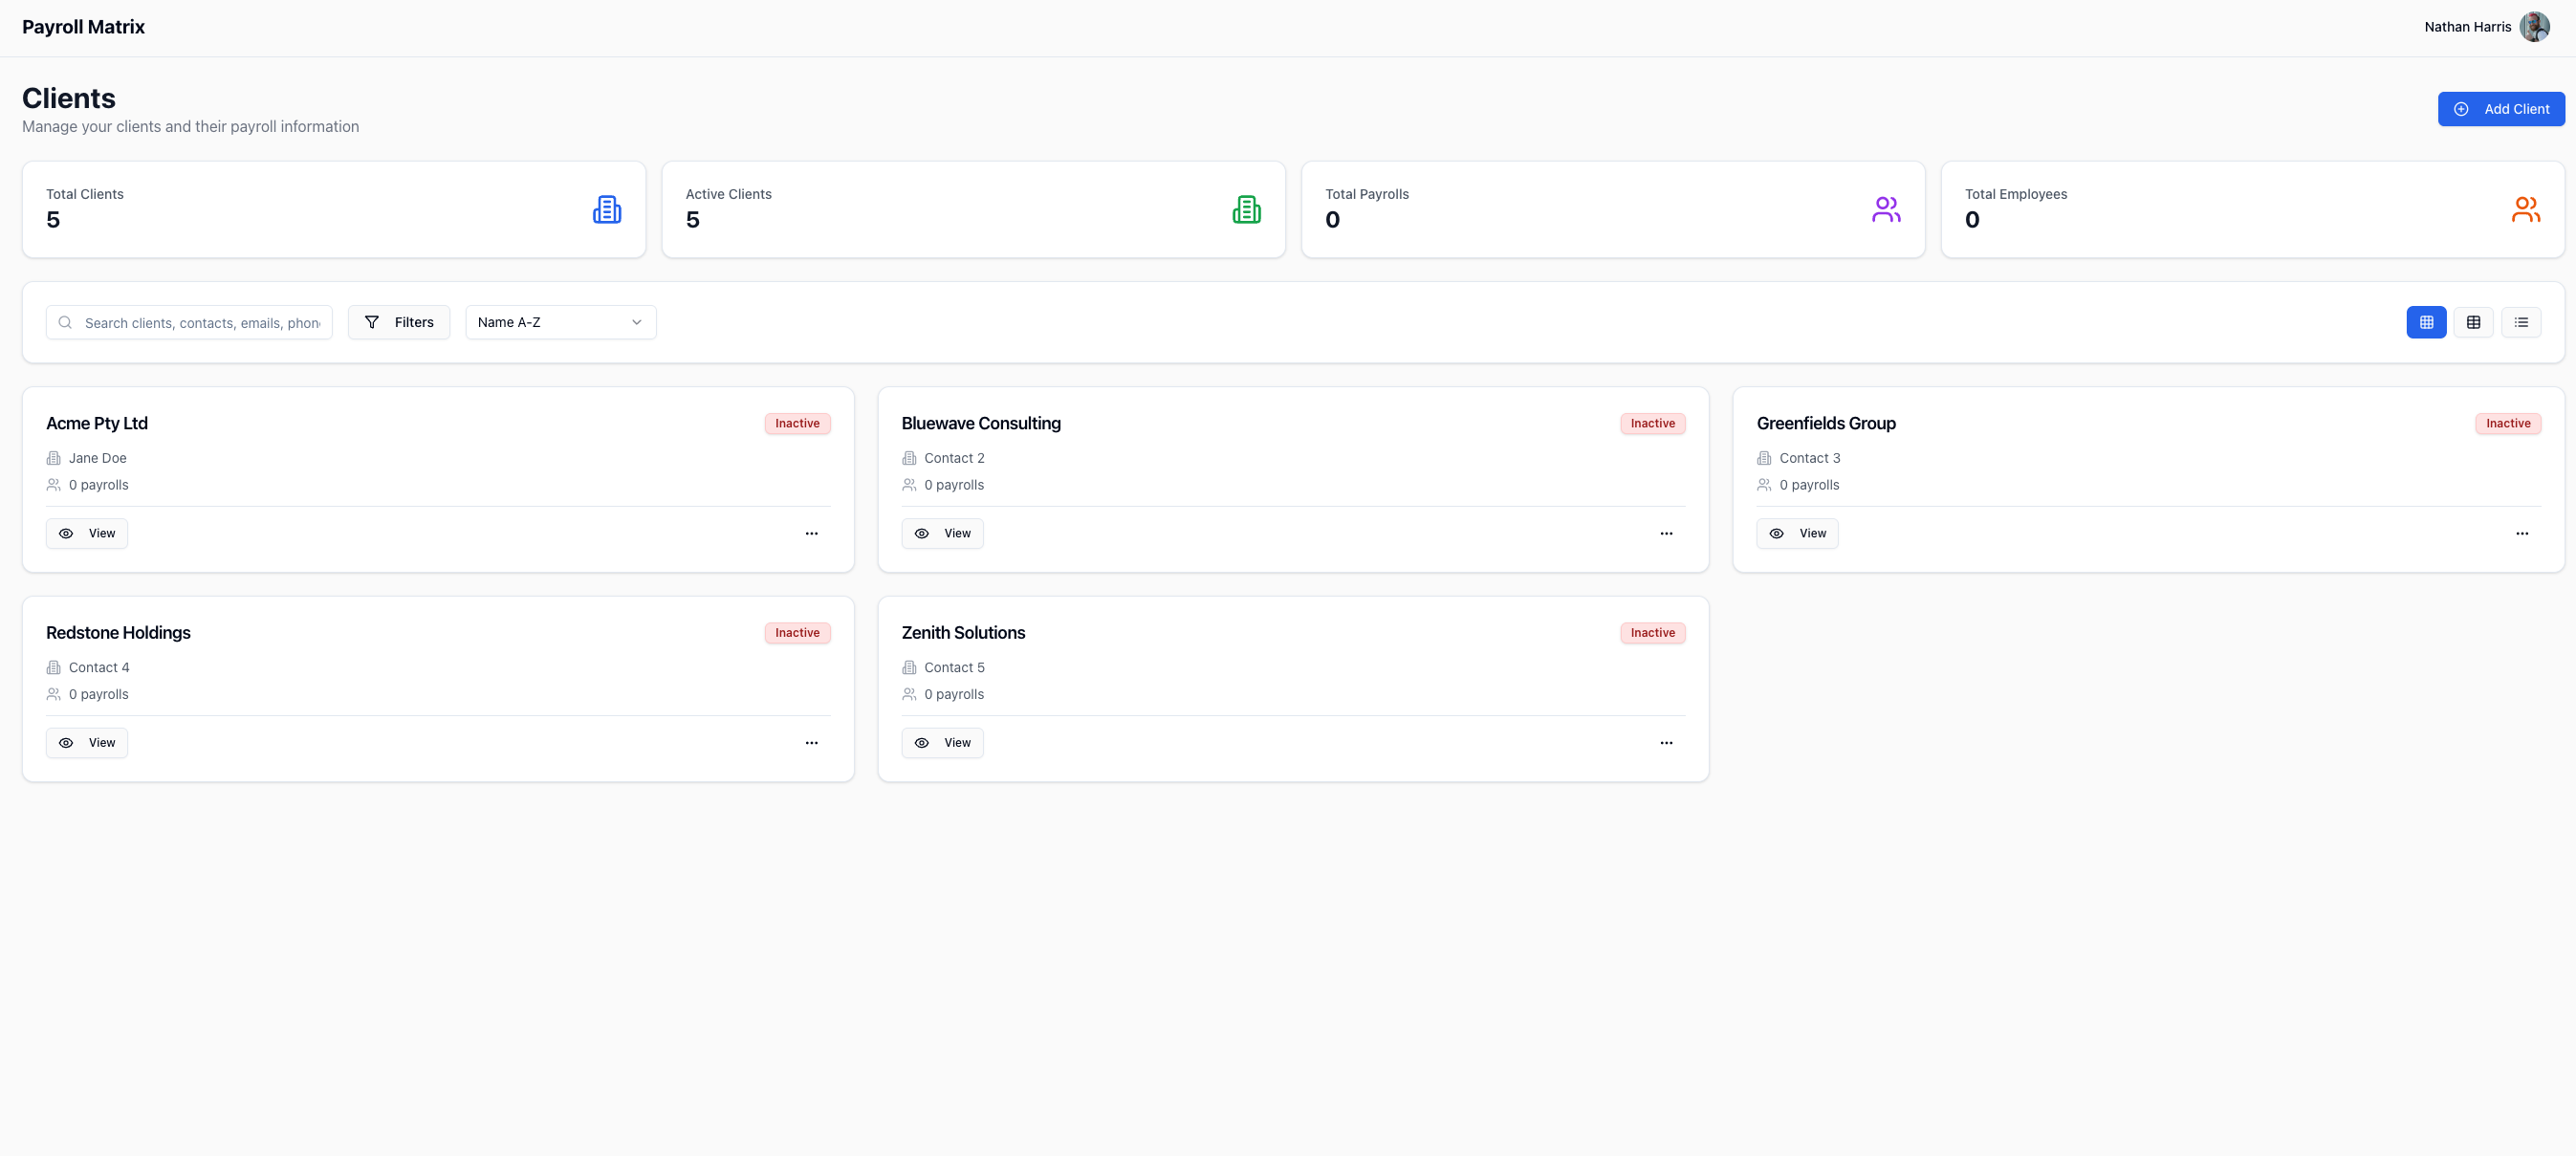 Payroll Matrix
Nathan Harris
Clients
Manage your clients and their payroll information
Add Client
Total Clients
5
Active Clients
5
Total Payrolls
0
Total Employees
0
Search clients, contacts, emails, phon
Filters
Name A-Z
Acme Pty Ltd
Inactive
Jane Doe
0 payrolls
View
Bluewave Consulting
Inactive
Contact 2
0 payrolls
View
Greenfields Group
Inactive
Contact 3
0 payrolls
View
Redstone Holdings
Inactive
Contact 4
0 payrolls
View
Zenith Solutions
Inactive
Contact 5
0 payrolls
View